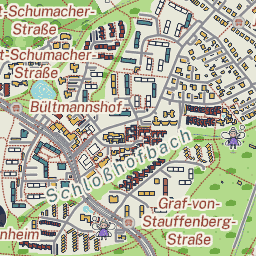 t-Schumacher-
Straße
t-Schumacher-
Straße
Bültmannshof
Schloßhofbach
Graf-von-
Stauffenberg-
Straße
nheim